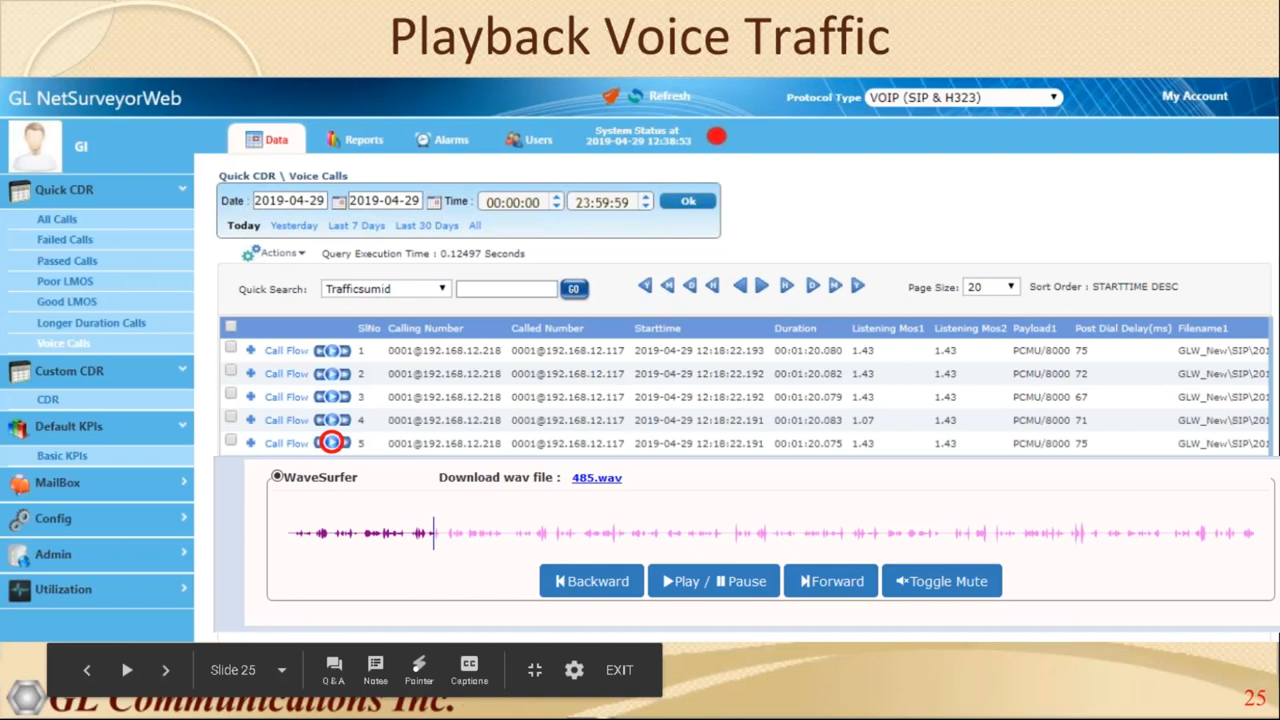 Playback Voice Traffic
GL NetSurveyorWeb
Refresh
Protocol Type VOIP (SIP & H323)
My Account
GI
Data
Reports
Alarms
Users
System Status at
2019-04-29 12:38:53
Quick CDR
All Calls
Failed Calls
Passed Calls
Poor LMOS
Good LMOS
Longer Duration Calls
Voice Calls
Custom CDR
CDR
Default KPIs
Basic KPIs
MailBox
Config
Admin
Utilization
Quick CDR \ Voice Calls
Date : 2019-04-29 2019-04-29 Time : 00:00:00 23:59:59 Ok
Today Yesterday Last 7 Days Last 30 Days All
Actions Query Execution Time : 0.12497 Seconds
Quick Search: Trafficsumid GO Y M D H H D M Y Page Size: 20 Sort Order : STARTTIME DESC
SlNo Calling Number Called Number Starttime Duration Listening Mos1 Listening Mos2 Payload1 Post Dial Delay(ms) Filename1
Call Flow 1 0001@192.168.12.218 0001@192.168.12.117 2019-04-29 12:18:22.193 00:01:20.080 1.43 1.43 PCMU/8000 75 GLW_New\SIP\201
Call Flow 2 0001@192.168.12.218 0001@192.168.12.117 2019-04-29 12:18:22.192 00:01:20.082 1.43 1.43 PCMU/8000 72 GLW_New\SIP\201
Call Flow 3 0001@192.168.12.218 0001@192.168.12.117 2019-04-29 12:18:22.192 00:01:20.079 1.43 1.43 PCMU/8000 67 GLW_New\SIP\201
Call Flow 4 0001@192.168.12.218 0001@192.168.12.117 2019-04-29 12:18:22.191 00:01:20.083 1.07 1.43 PCMU/8000 71 GLW_New\SIP\201
Call Flow 5 0001@192.168.12.218 0001@192.168.12.117 2019-04-29 12:18:22.191 00:01:20.075 1.43 1.43 PCMU/8000 75 GLW_New\SIP\201
WaveSurfer Download wav file : 485.wav
Backward Play / Pause Forward Toggle Mute
Slide 25
Q&A
Notes
Pointer
CC
Captions
EXIT
GL Communications Inc.
25